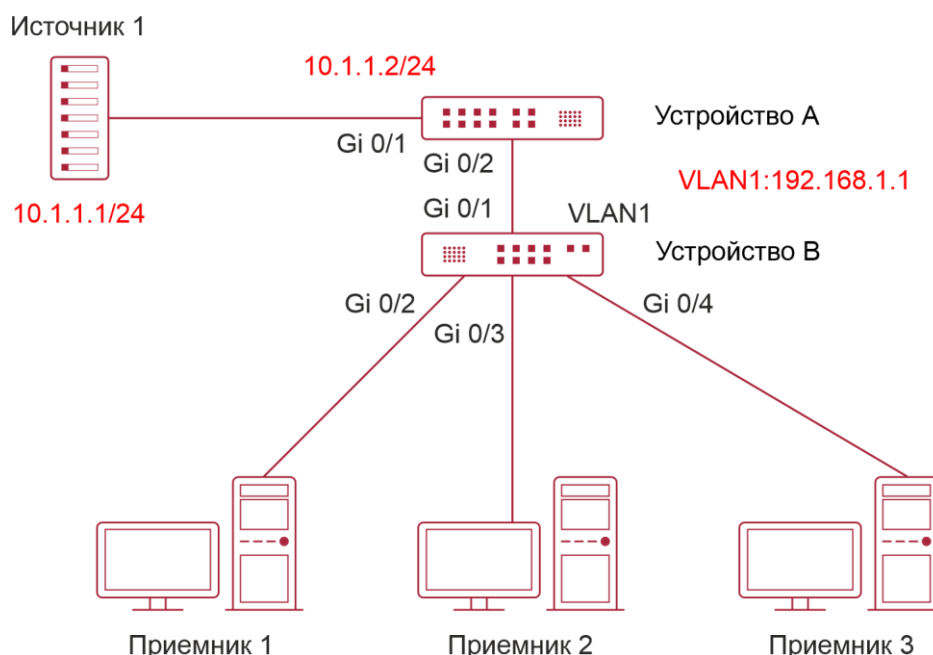 Источник 1
10.1.1.2/24
Устройство А
Gi 0/1
Gi 0/2
VLAN1:192.168.1.1
10.1.1.1/24
Gi 0/1
VLAN1
Устройство В
Gi 0/2
Gi 0/3
Gi 0/4
Приемник 1
Приемник 2
Приемник 3